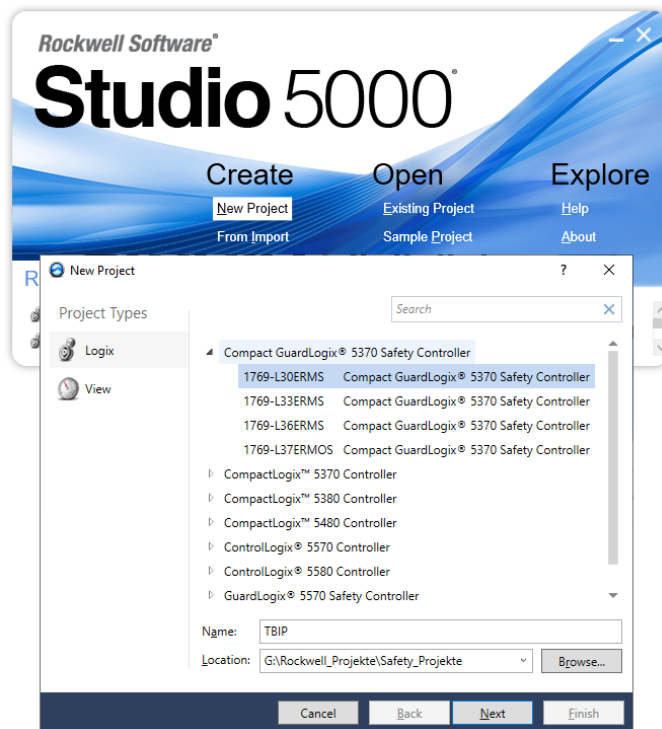 Rockwell Software®
Studio 5000®
Create Open Explore
New Project Existing Project Help
From Import Sample Project About
R
New Project ? ×
Project Types
Search ×
Logix
View
Compact GuardLogix® 5370 Safety Controller
1769-L30ERMS Compact GuardLogix® 5370 Safety Controller
1769-L33ERMS Compact GuardLogix® 5370 Safety Controller
1769-L36ERMS Compact GuardLogix® 5370 Safety Controller
1769-L37ERMOS Compact GuardLogix® 5370 Safety Controller
CompactLogix™ 5370 Controller
CompactLogix™ 5380 Controller
CompactLogix™ 5480 Controller
ControlLogix® 5570 Controller
ControlLogix® 5580 Controller
GuardLogix® 5570 Safety Controller
Name: TBIP
Location: G:\Rockwell_Projekte\Safety_Projekte Browse...
Cancel Back Next Finish